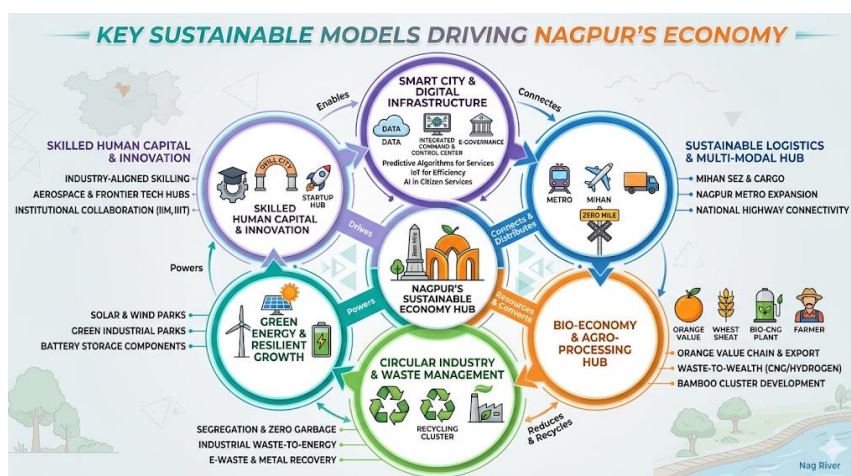 KEY SUSTAINABLE MODELS DRIVING NAGPUR'S ECONOMY
SMART CITY &
DIGITAL
INFRASTRUCTURE
DATA
DATA
INTEGRATED
COMMAND &
CONTROL CENTER
E-GOVERNANCE
Predictive Algorithms for Services
IoT for Efficiency
AI in Citizen Services
Enables
Connectes
SKILLED HUMAN CAPITAL
& INNOVATION
INDUSTRY-ALIGNED SKILLING
AEROSPACE & FRONTIER TECH HUBS
INSTITUTIONAL COLLABORATION (IIM, IIIT)
CITY
STARTUP
HUB
SKILLED
HUMAN CAPITAL
& INNOVATION
METRO
MIHAN
ZERO MILE
SUSTAINABLE LOGISTICS
& MULTI-MODAL HUB
MIHAN SEZ & CARGO
NAGPUR METRO EXPANSION
NATIONAL HIGHWAY CONNECTIVITY
Drives
Connects &
Distributes
NAGPUR'S
SUSTAINABLE
ECONOMY HUB
Powers
Resources
& Converts
Powers
SOLAR & WIND PARKS
GREEN INDUSTRIAL PARKS
BATTERY STORAGE COMPONENTS
GREEN
ENERGY &
RESILIENT
GROWTH
BIO-ECONOMY
& AGRO-
PROCESSING
HUB
ORANGE
VALUE
WHEST
SHEAT
BIO-CNG
PLANT
FARMER
ORANGE VALUE CHAIN & EXPORT
WASTE-TO-WEALTH (CNG/HYDROGEN)
BAMBOO CLUSTER DEVELOPMENT
CIRCULAR INDUSTRY
& WASTE MANAGEMENT
RECYCLING
CLUSTER
SEGREGATION & ZERO GARBAGE
INDUSTRIAL WASTE-TO-ENERGY
E-WASTE & METAL RECOVERY
Reduces
& Recycles
Nag River